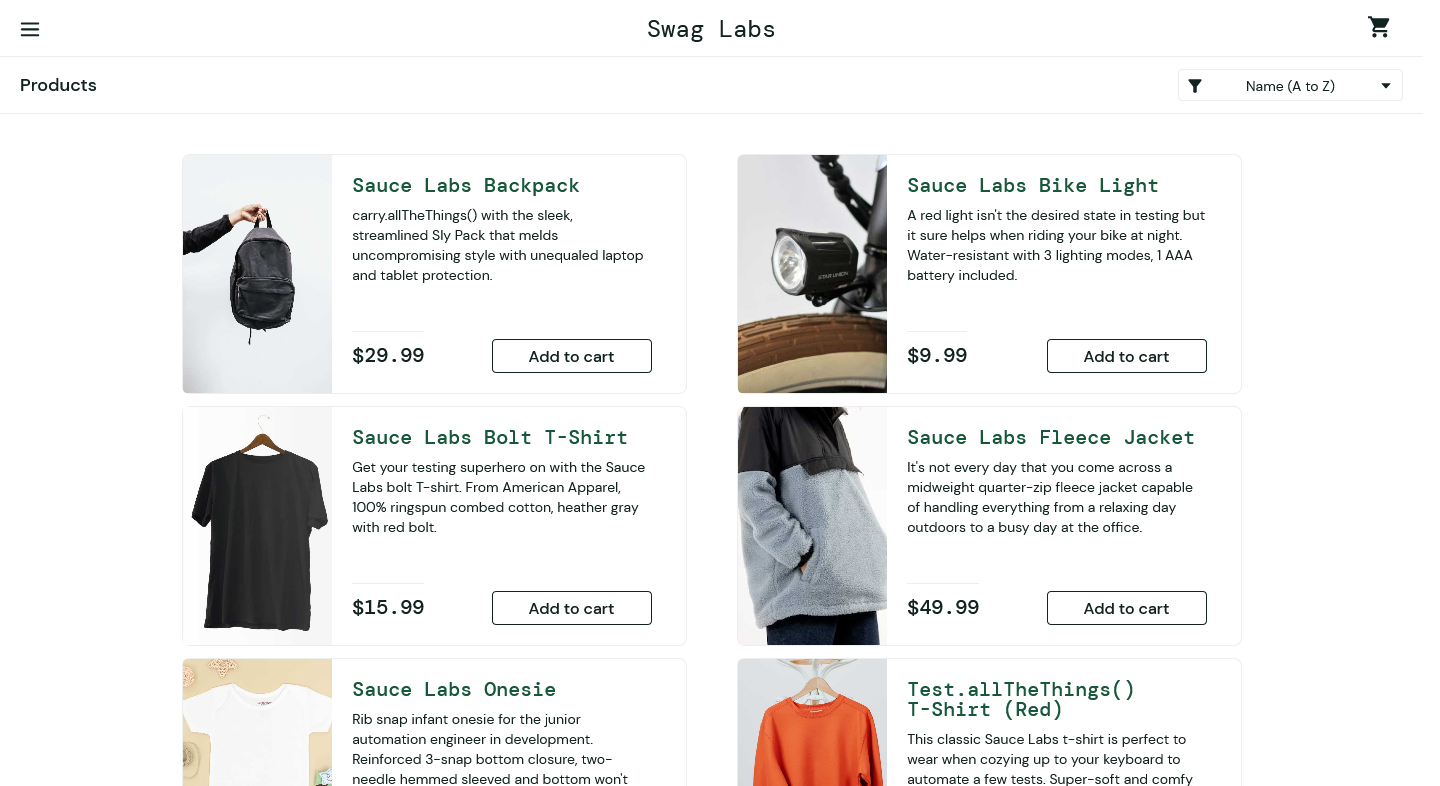 Swag Labs
Products
Name (A to Z)
Sauce Labs Backpack
carry.allTheThings() with the sleek,
streamlined Sly Pack that melds
uncompromising style with unequaled laptop
and tablet protection.
$29.99
Add to cart
Sauce Labs Bike Light
A red light isn't the desired state in testing but
it sure helps when riding your bike at night.
Water-resistant with 3 lighting modes, 1 AAA
battery included.
$9.99
Add to cart
STAR UNION
Sauce Labs Bolt T-Shirt
Get your testing superhero on with the Sauce
Labs bolt T-shirt. From American Apparel,
100% ringspun combed cotton, heather gray
with red bolt.
$15.99
Add to cart
Sauce Labs Fleece Jacket
It's not every day that you come across a
midweight quarter-zip fleece jacket capable
of handling everything from a relaxing day
outdoors to a busy day at the office.
$49.99
Add to cart
Sauce Labs Onesie
Rib snap infant onesie for the junior
automation engineer in development.
Reinforced 3-snap bottom closure, two-
needle hemmed sleeved and bottom won't
Test.allTheThings()
T-Shirt (Red)
This classic Sauce Labs t-shirt is perfect to
wear when cozying up to your keyboard to
automate a few tests. Super-soft and comfy